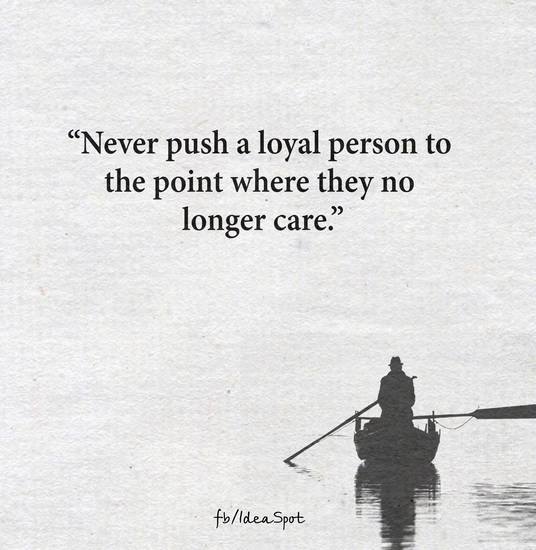 “Never push a loyal person to
the point where they no
longer care.”
fb/IdeaSpot